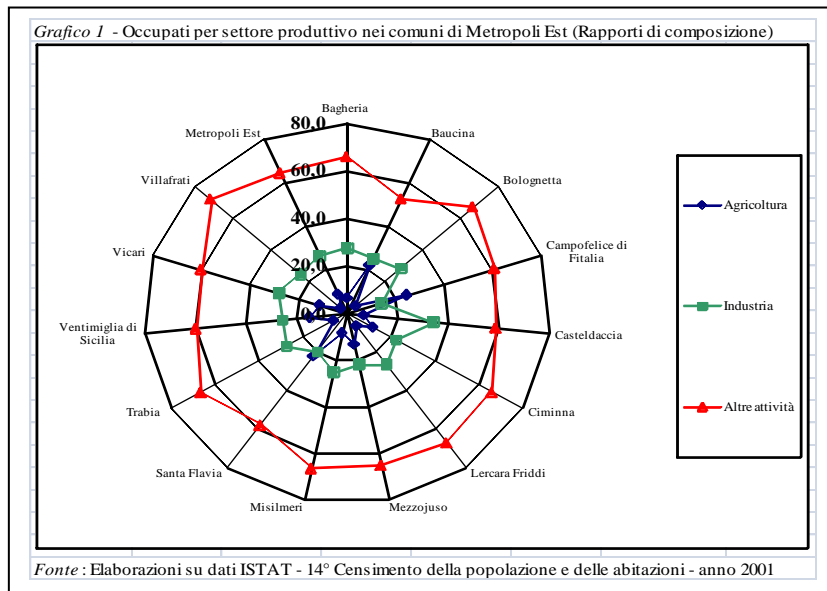 Grafico 1 - Occupati per settore produttivo nei comuni di Metropoli Est (Rapporti di composizione)
Bagheria
Baucina
Bolognetta
Campofelice di
Fitalia
Casteldaccia
Ciminna
Lercara Friddi
Mezzojuso
Misilmeri
Santa Flavia
Trabia
Ventimiglia di
Sicilia
Vicari
Villafrati
Metropoli Est
80,0
60,0
40,0
20,0
0,0
Agricoltura
Industria
Altre attività
Fonte : Elaborazioni su dati ISTAT - 14° Censimento della popolazione e delle abitazioni - anno 2001